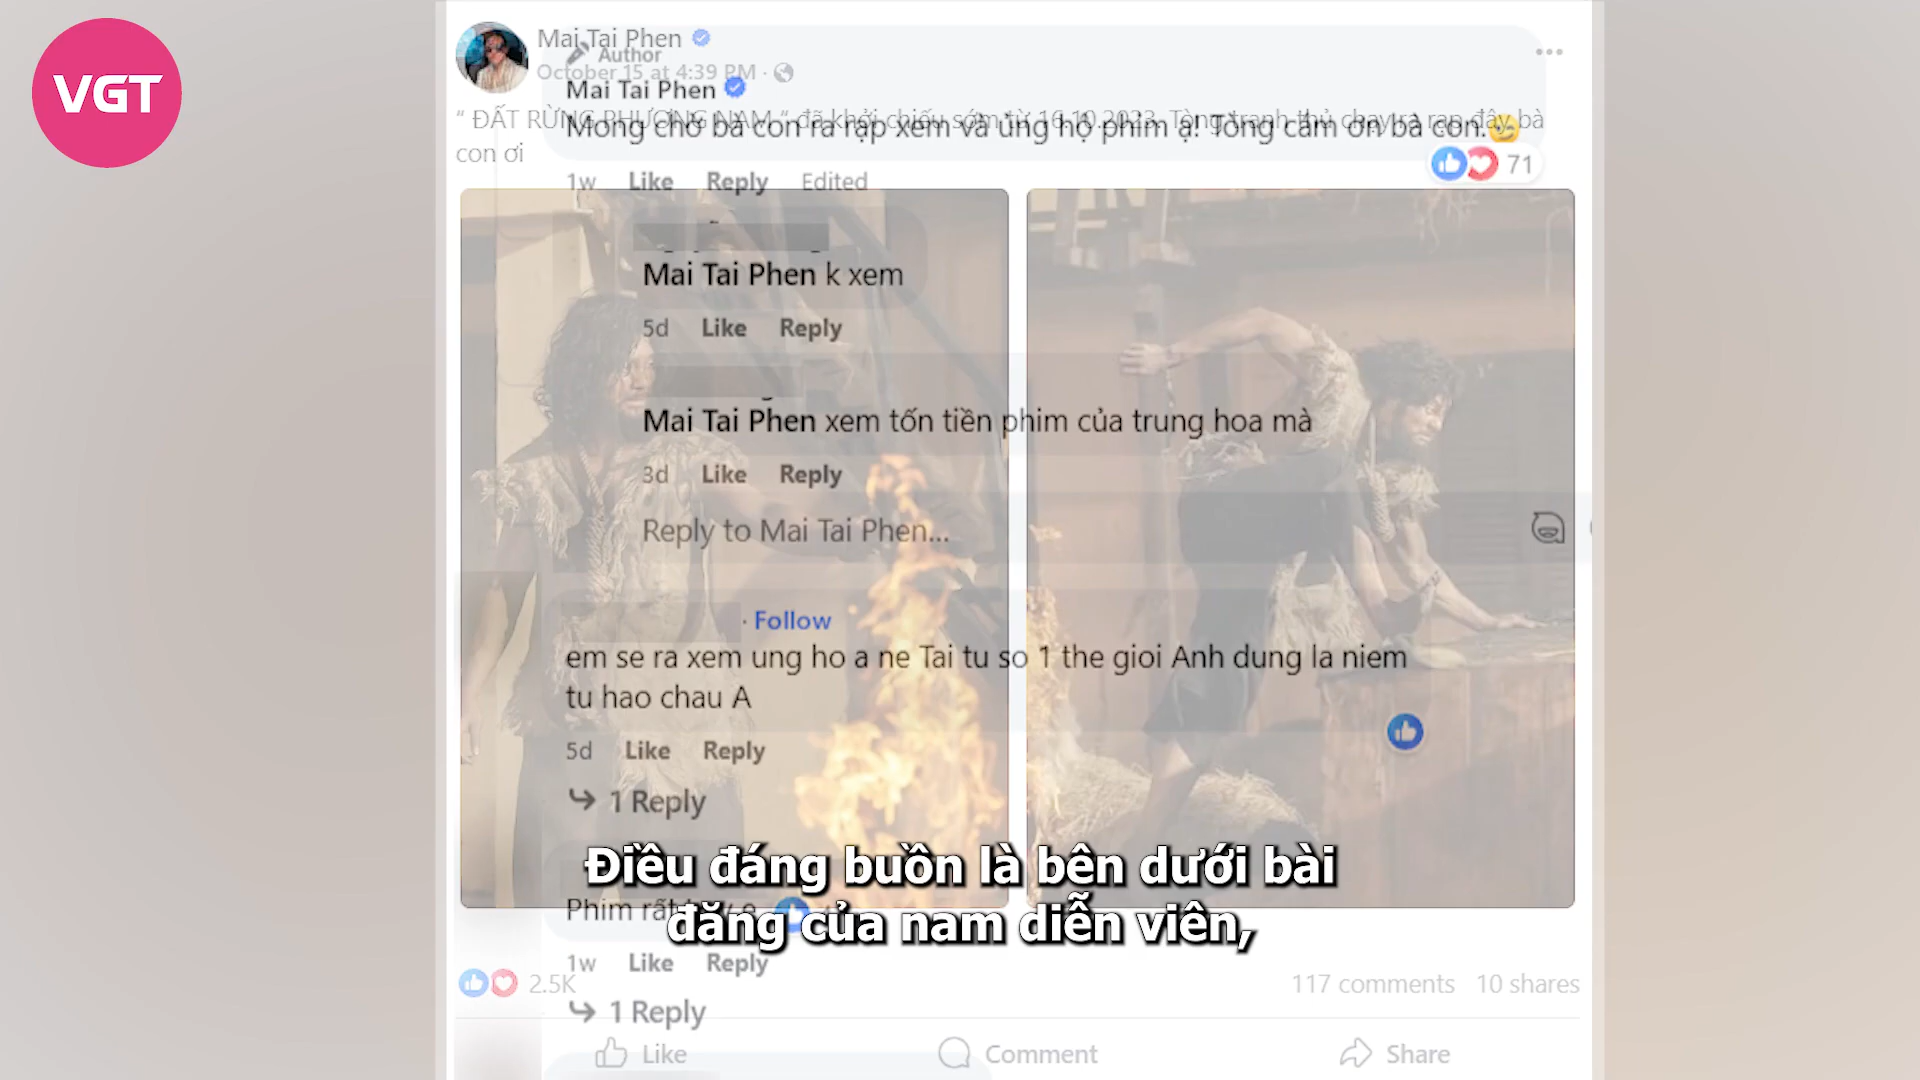 VGT
Mai Tai Phen
October 15 at 4:39 PM ·
Author
Mai Tai Phen
“ ĐẤT RỪNG PHƯƠNG NAM “ đã khởi chiếu sớm từ 16.10.2023. Tòng tranh thủ chạy ra rạp đây bà
con ơi
Mong chờ bà con ra rạp xem và ủng hộ phim ạ! Tòng cảm ơn bà con.
71
1w Like Reply Edited
Mai Tai Phen k xem
5d Like Reply
Mai Tai Phen xem tốn tiền phim của trung hoa mà
3d Like Reply
Reply to Mai Tai Phen...
· Follow
em se ra xem ung ho a ne Tai tu so 1 the gioi Anh dung la niem
tu hao chau A
5d Like Reply
1 Reply
Điều đáng buồn là bên dưới bài
đăng của nam diễn viên,
Phim rất
1w Like Reply
2.5K 117 comments 10 shares
1 Reply
Like Comment Share